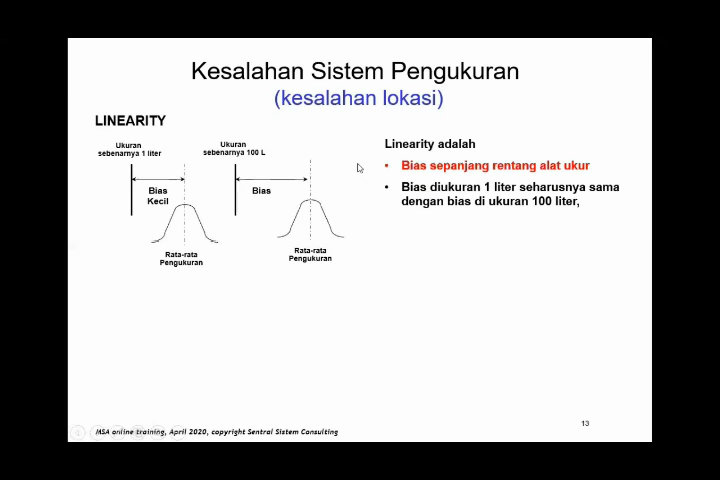 Kesalahan Sistem Pengukuran
(kesalahan lokasi)
LINEARITY
Ukuran
sebenarnya 1 liter
Ukuran
sebenarnya 100 L
Bias
Kecil
Bias
Rata-rata
Pengukuran
Rata-rata
Pengukuran
Linearity adalah
• Bias sepanjang rentang alat ukur
• Bias diukuran 1 liter seharusnya sama
dengan bias di ukuran 100 liter,
13
MSA online training, April 2020, copyright Sentral Sistem Consulting